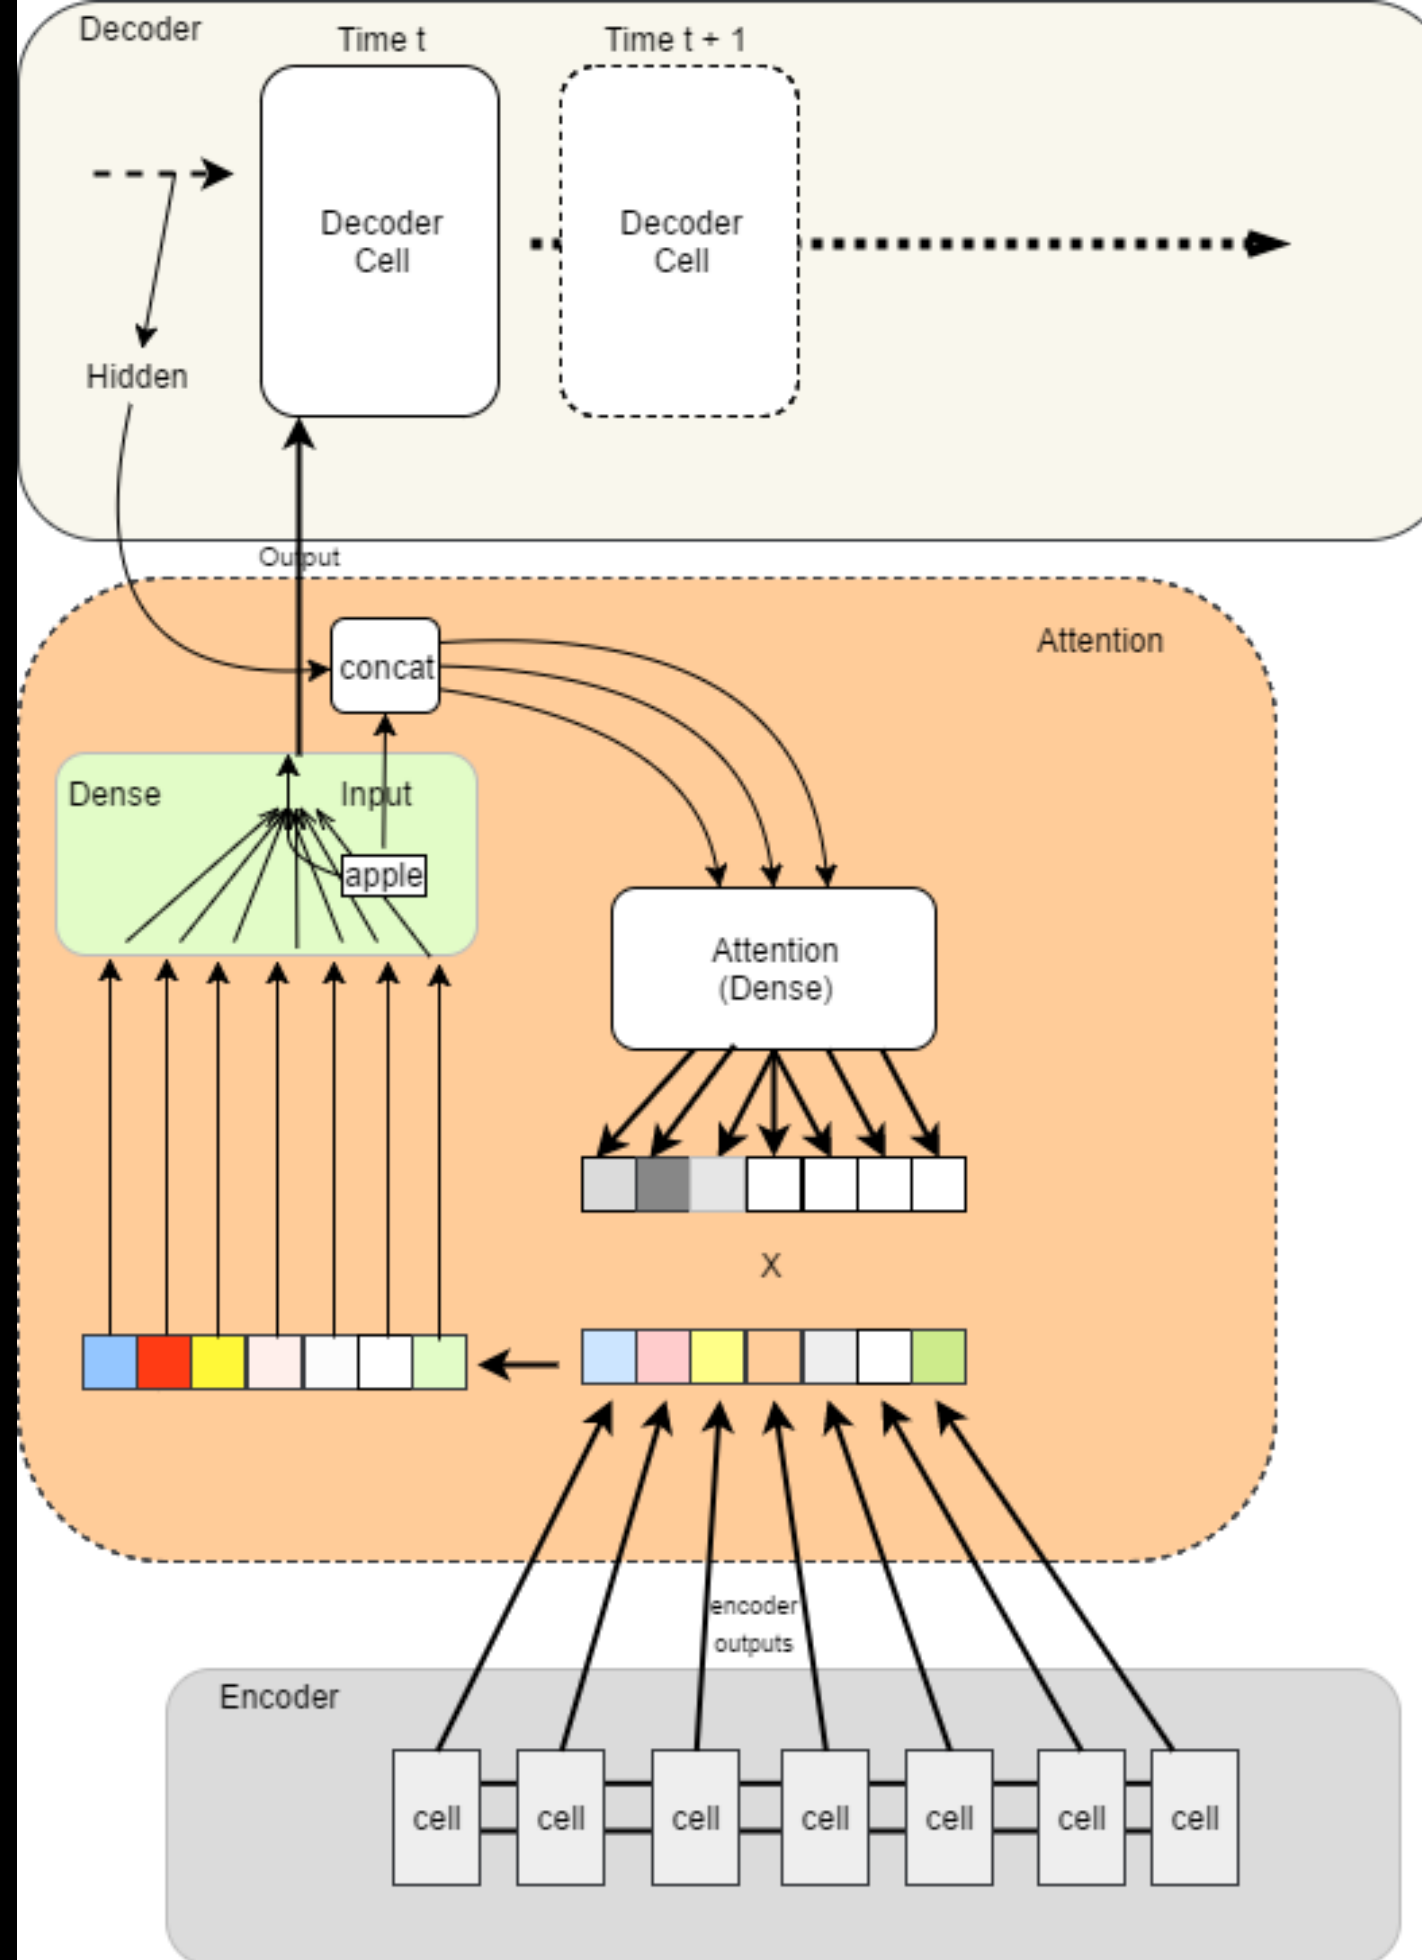 Decoder
Time t
Time t + 1
Decoder
Cell
Decoder
Cell
Hidden
Output
concat
Attention
Dense
Input
apple
Attention
(Dense)
X
encoder
outputs
Encoder
cell
cell
cell
cell
cell
cell
cell